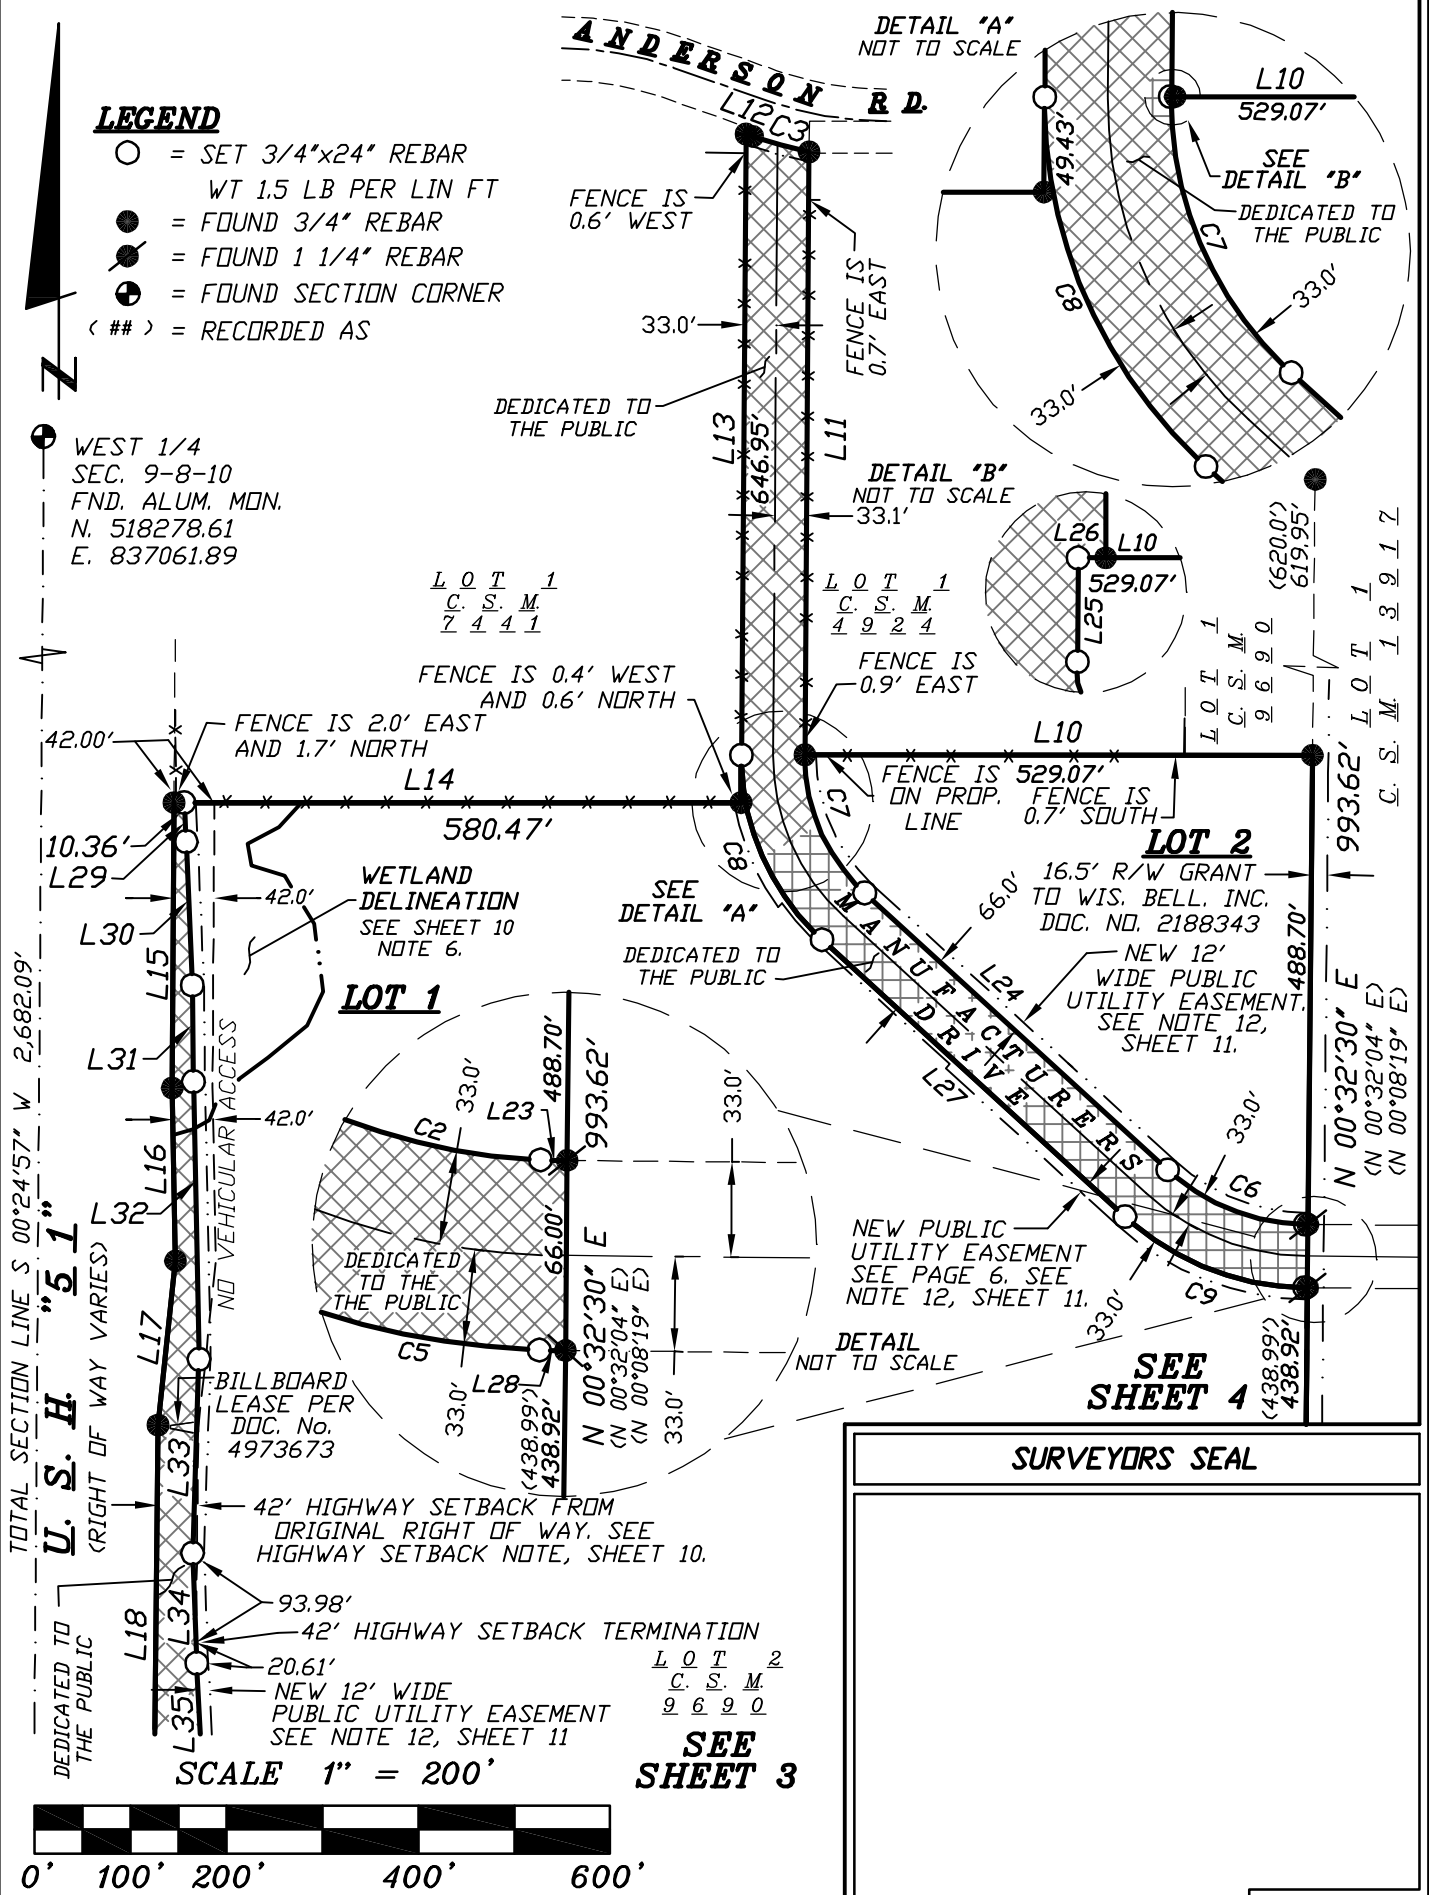 ANDERSON RD.
DETAIL "A"
NOT TO SCALE
L10
529.07'
49.43'
SEE
DETAIL "B"
DEDICATED TO
THE PUBLIC
C7
C8
33.0'
33.0'
LEGEND
= SET 3/4"x24" REBAR
WT 1.5 LB PER LIN FT
= FOUND 3/4" REBAR
= FOUND 1 1/4" REBAR
= FOUND SECTION CORNER
( ## ) = RECORDED AS
N
L12
C3
FENCE IS
0.6' WEST
FENCE IS
0.7' EAST
33.0'
DEDICATED TO
THE PUBLIC
L13
646.95'
L11
33.1'
WEST 1/4
SEC. 9-8-10
FND. ALUM. MON.
N. 518278.61
E. 837061.89
DETAIL "B"
NOT TO SCALE
L26
L10
529.07'
L25
(620.0')
619.95'
LOT 1
C.S.M. 13917
LOT 1
C.S.M.
9690
LOT 1
C.S.M.
7441
LOT 1
C.S.M.
4924
FENCE IS 0.4' WEST
AND 0.6' NORTH
FENCE IS
0.9' EAST
42.00'
FENCE IS 2.0' EAST
AND 1.7' NORTH
L14
580.47'
L10
529.07'
FENCE IS
ON PROP.
LINE
FENCE IS
0.7' SOUTH
993.62'
C7
C8
10.36'
L29
L30
42.0'
WETLAND
DELINEATION
SEE SHEET 10
NOTE 6.
SEE
DETAIL "A"
DEDICATED TO
THE PUBLIC
LOT 2
16.5' R/W GRANT
TO WIS. BELL. INC.
DOC. NO. 2188343
66.0'
L24
NEW 12'
WIDE PUBLIC
UTILITY EASEMENT.
SEE NOTE 12,
SHEET 11.
488.70'
N 00°32'30" E
(N 00°32'04" E)
(N 00°08'19" E)
MANUFACTURERS
DRIVE
L27
L15
LOT 1
L31
42.0'
L16
L32
NO VEHICULAR ACCESS
TOTAL SECTION LINE S 00°24'57" W 2,682.09'
U. S. H. "51"
(RIGHT OF WAY VARIES)
L17
488.70'
993.62'
33.0'
L23
C2
33.0'
66.00'
DEDICATED
TO THE
THE PUBLIC
N 00°32'30" E
(N 00°32'04" E)
(N 00°08'19" E)
C5
L28
33.0'
33.0'
(438.99')
438.92'
DETAIL
NOT TO SCALE
33.0'
C6
NEW PUBLIC
UTILITY EASEMENT
SEE PAGE 6. SEE
NOTE 12, SHEET 11.
C9
33.0'
(438.99')
438.92'
SEE
SHEET 4
BILLBOARD
LEASE PER
DOC. No.
4973673
L33
42' HIGHWAY SETBACK FROM
ORIGINAL RIGHT OF WAY. SEE
HIGHWAY SETBACK NOTE, SHEET 10.
SURVEYORS SEAL
L18
L34
93.98'
42' HIGHWAY SETBACK TERMINATION
20.61'
L35
NEW 12' WIDE
PUBLIC UTILITY EASEMENT
SEE NOTE 12, SHEET 11
DEDICATED TO
THE PUBLIC
LOT 2
C.S.M.
9690
SEE
SHEET 3
SCALE 1" = 200'
0' 100' 200' 400' 600'